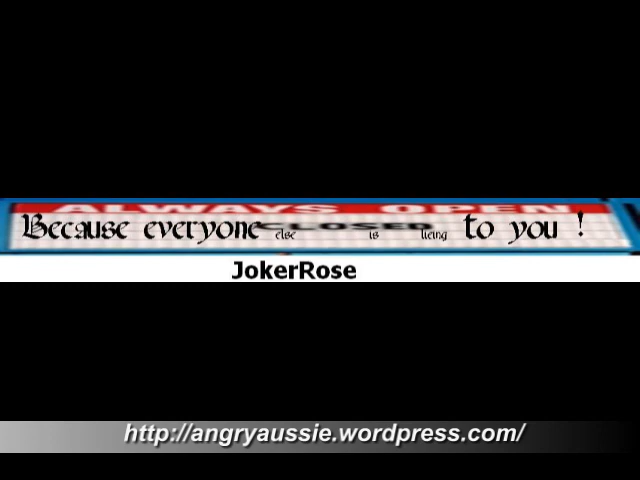 ALWAYS OPEN
CLOSED
Because everyone else is lieing to you !
JokerRose
http://angryaussie.wordpress.com/